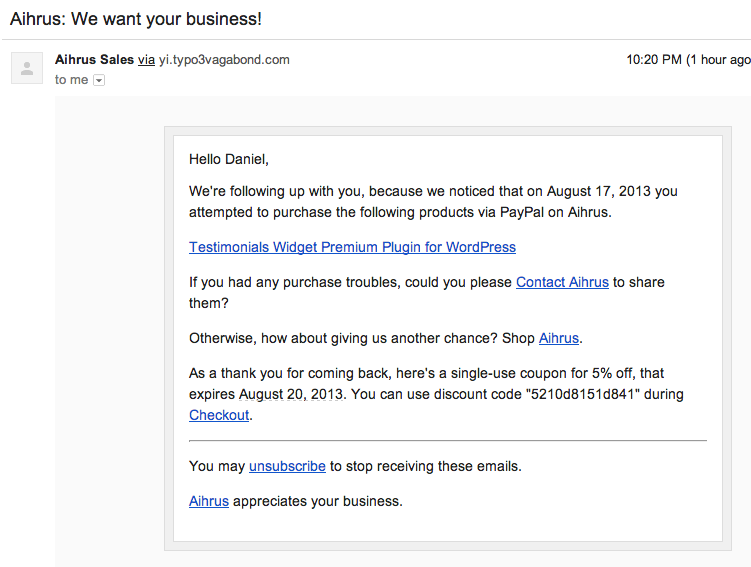 Aihrus: We want your business!
Aihrus Sales via yi.typo3vagabond.com
10:20 PM (1 hour ago
to me
Hello Daniel,
We're following up with you, because we noticed that on August 17, 2013 you
attempted to purchase the following products via PayPal on Aihrus.
Testimonials Widget Premium Plugin for WordPress
If you had any purchase troubles, could you please Contact Aihrus to share
them?
Otherwise, how about giving us another chance? Shop Aihrus.
As a thank you for coming back, here's a single-use coupon for 5% off, that
expires August 20, 2013. You can use discount code "5210d8151d841" during
Checkout.
You may unsubscribe to stop receiving these emails.
Aihrus appreciates your business.